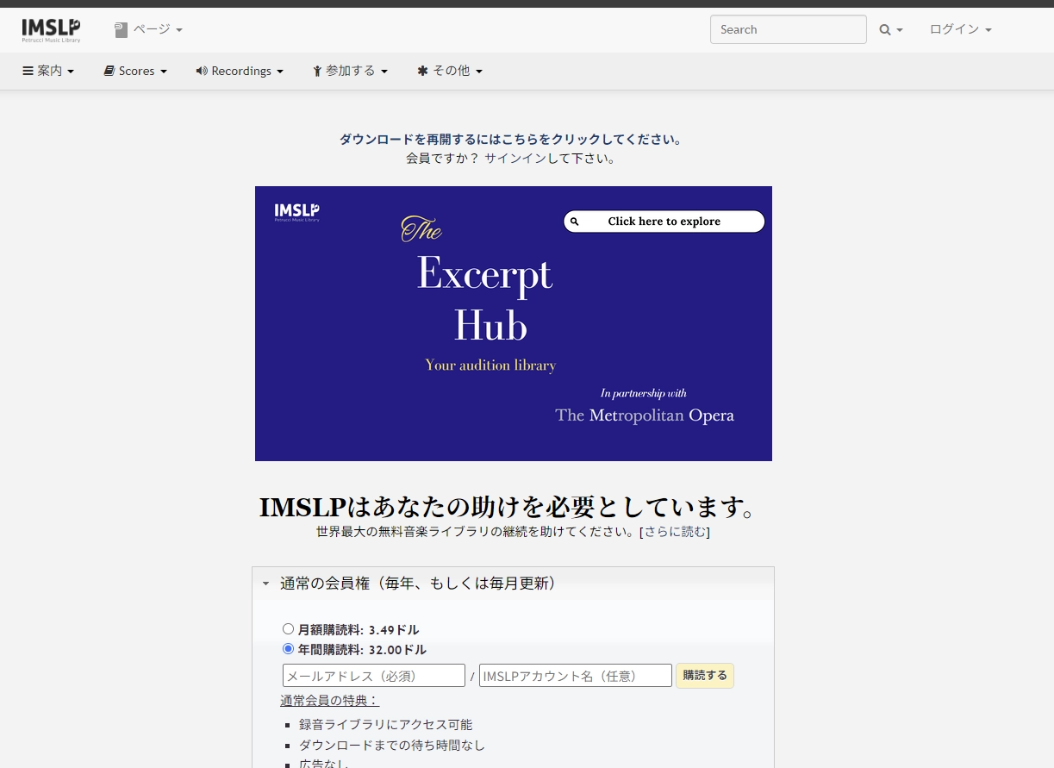 IMSLP
Petrucci Music Library
ページ
Search
ログイン
案内
Scores
Recordings
参加する
その他
ダウンロードを再開するにはこちらをクリックしてください。
会員ですか？ サインインして下さい。
IMSLP
Petrucci Music Library
Click here to explore
The
Excerpt
Hub
Your audition library
In partnership with
The Metropolitan Opera
IMSLPはあなたの助けを必要としています。
世界最大の無料音楽ライブラリの継続を助けてください。[さらに読む]
通常の会員権（毎年、もしくは毎月更新）
月額購読料: 3.49ドル
年間購読料: 32.00ドル
メールアドレス（必須） / IMSLPアカウント名（任意） 購読する
通常会員の特典：
録音ライブラリにアクセス可能
ダウンロードまでの待ち時間なし
広告なし